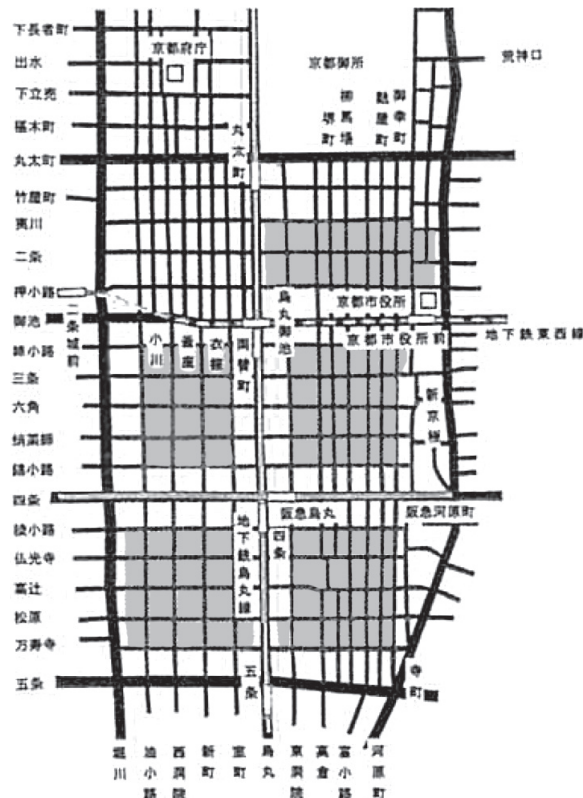 下長者町
出水
下立売
椹木町
丸太町
竹屋町
夷川
二条
押小路
御池
姉小路
三条
六角
蛸薬師
錦小路
四条
綾小路
仏光寺
高辻
松原
万寿寺
五条
京都府庁
京都御所
荒神口
丸太町
堺町
柳馬場
麩屋町
御幸町
二条城前
小川
釜座
衣棚
両替町
烏丸御池
京都市役所
京都市役所前
地下鉄東西線
新京極
阪急烏丸
阪急河原町
地下鉄烏丸線
四条
五条
寺町
堀川
油小路
西洞院
新町
室町
烏丸
東洞院
高倉
富小路
河原町